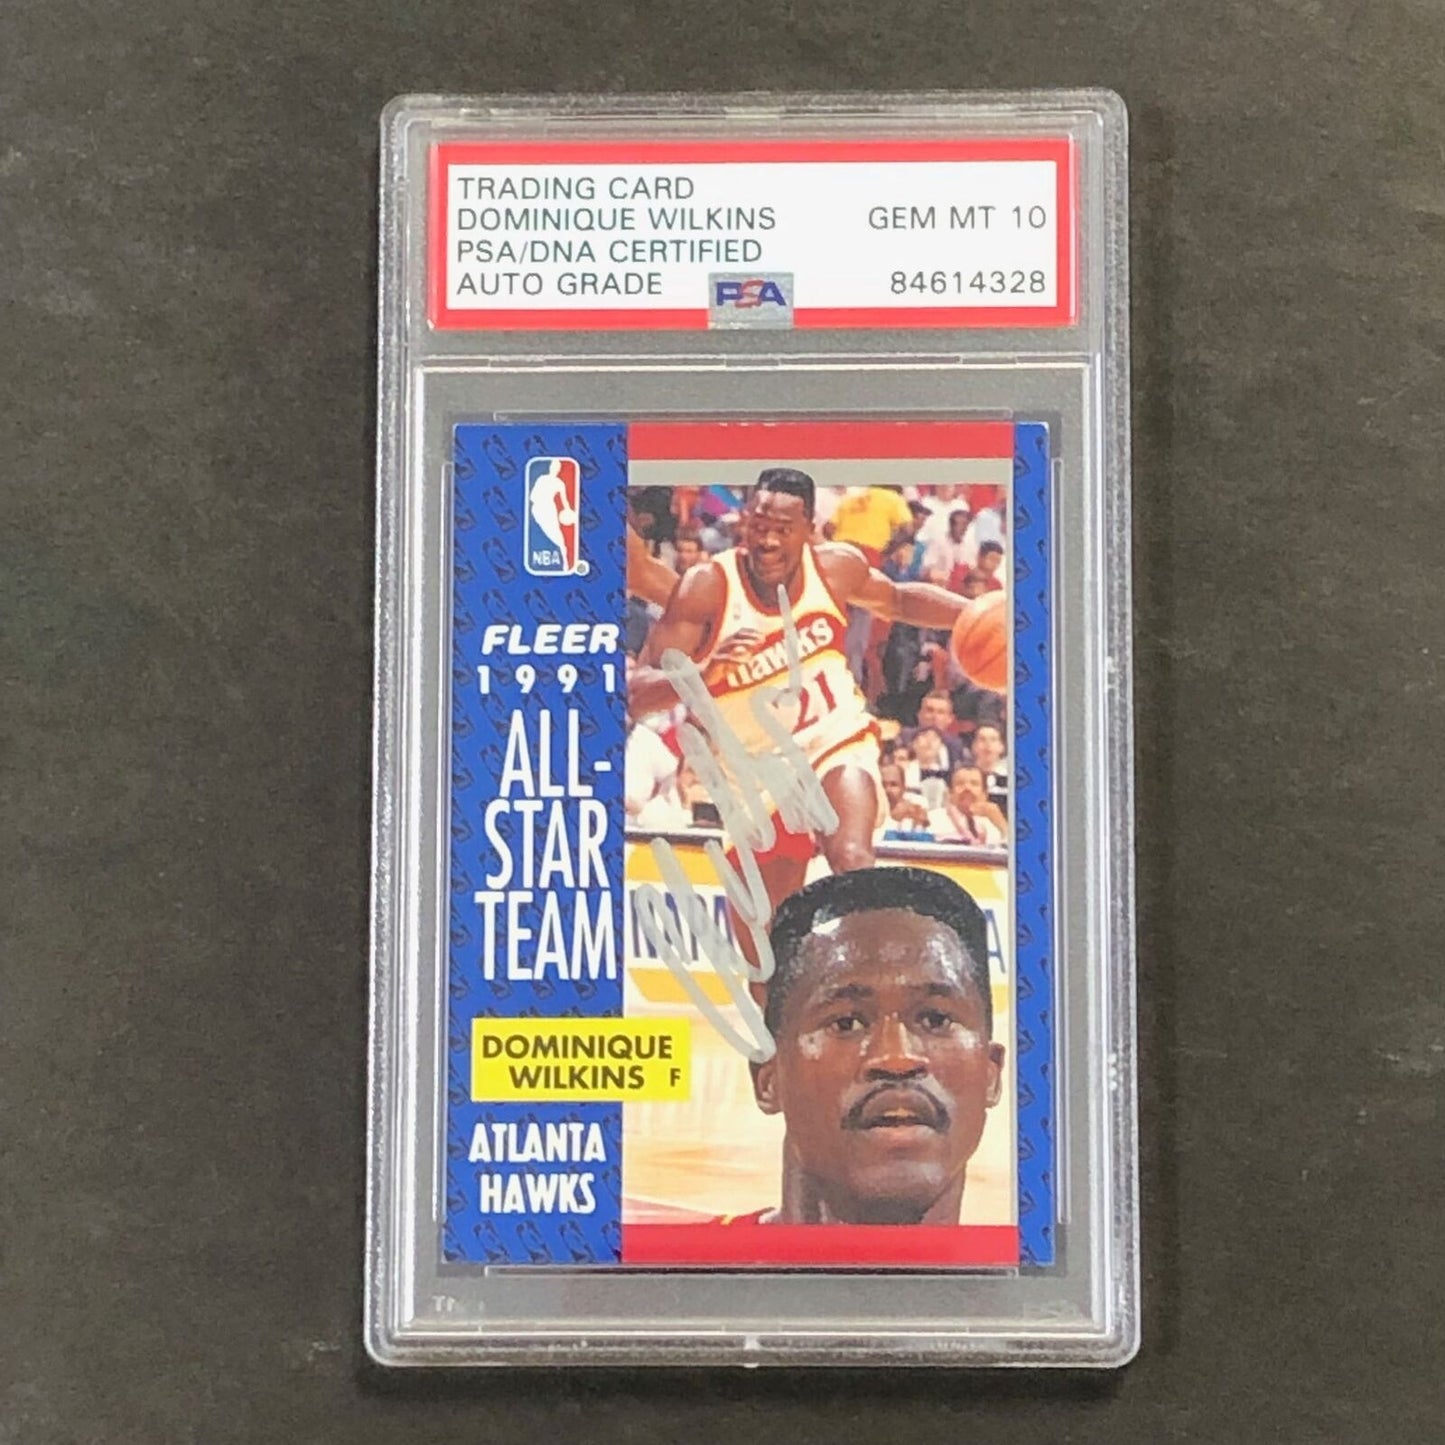 TRADING CARD
DOMINIQUE WILKINS GEM MT 10
PSA/DNA CERTIFIED
AUTO GRADE PSA 84614328
NBA
FLEER
1991
ALL-
STAR
TEAM
DOMINIQUE
WILKINS F
ATLANTA
HAWKS
Hawks
21
NBA